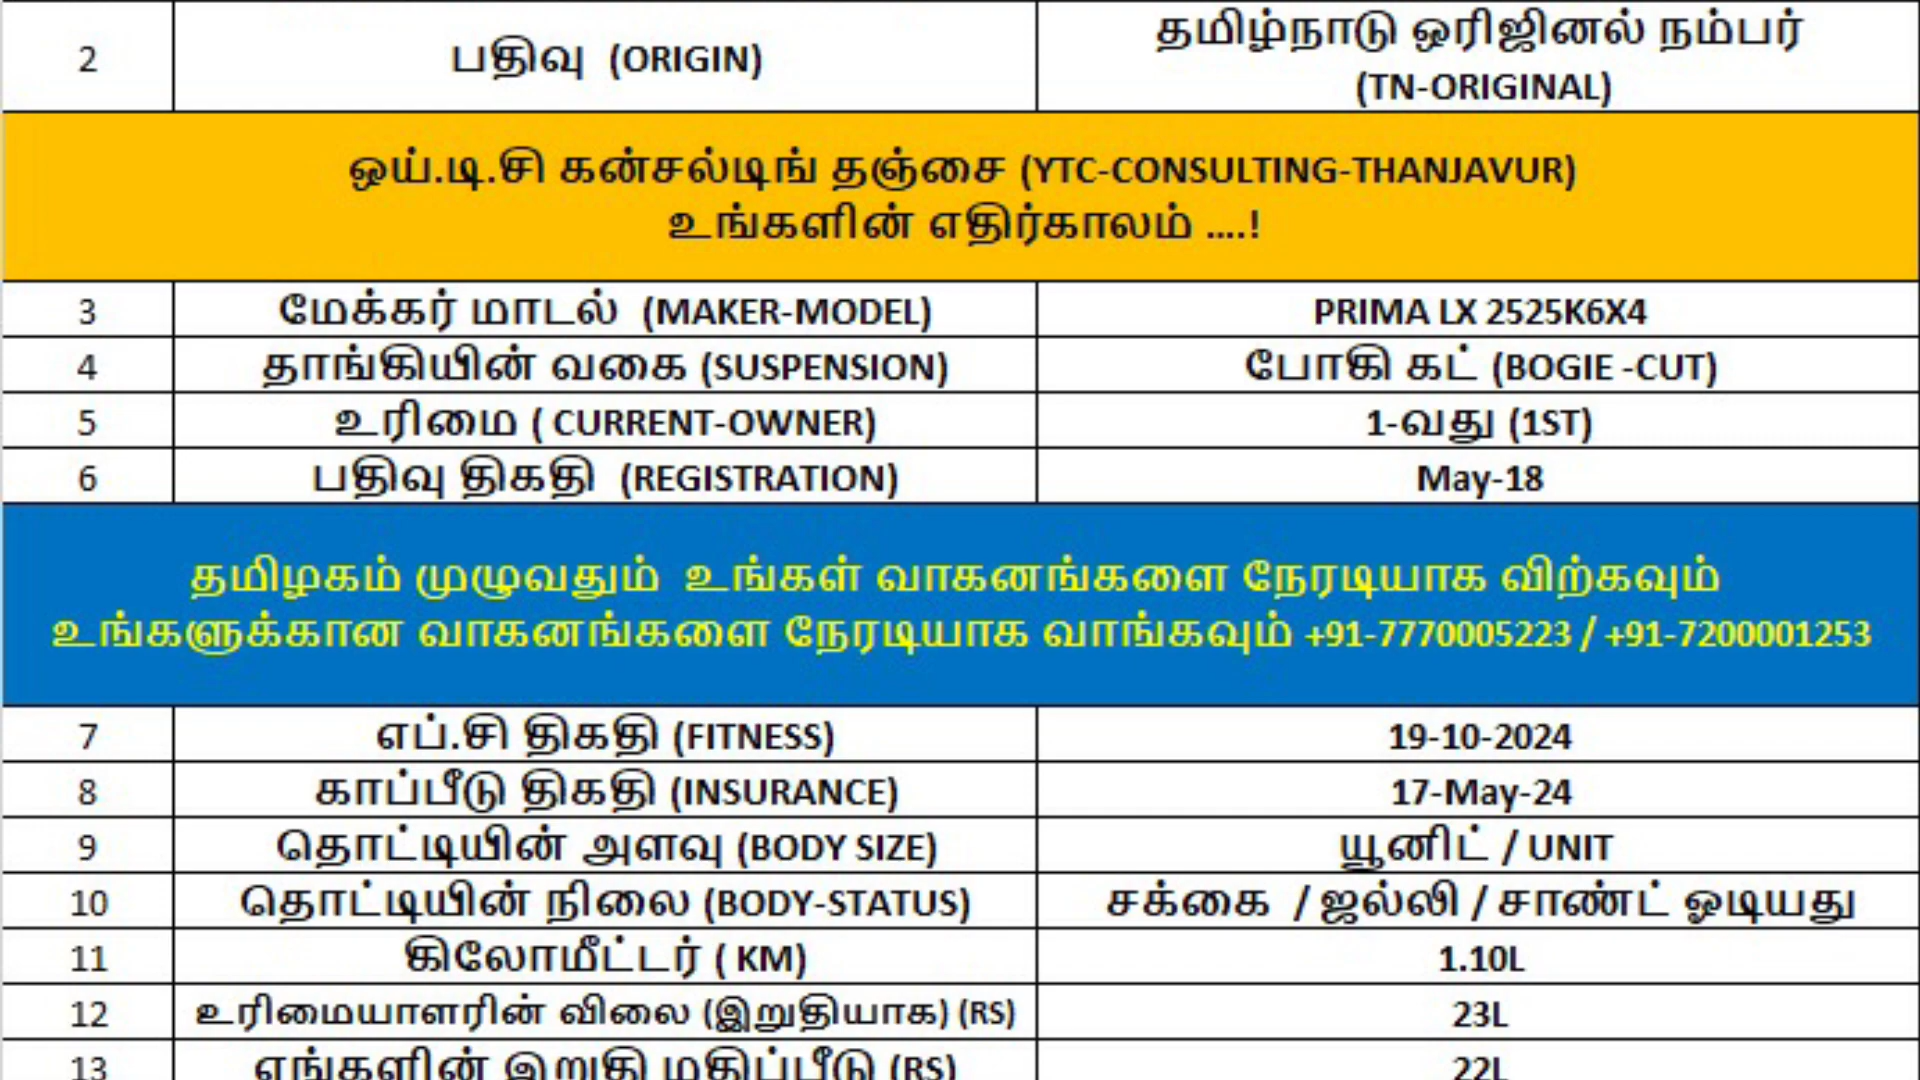 2 பதிவு (ORIGIN) தமிழ்நாடு ஒரிஜினல் நம்பர்
(TN-ORIGINAL)
ஒய்.டி.சி கன்சல்டிங் தஞ்சை (YTC-CONSULTING-THANJAVUR)
உங்களின் எதிர்காலம் ....!
3 மேக்கர் மாடல் (MAKER-MODEL) PRIMA LX 2525K6X4
4 தாங்கியின் வகை (SUSPENSION) போகி கட் (BOGIE -CUT)
5 உரிமை ( CURRENT-OWNER) 1-வது (1ST)
6 பதிவு திகதி (REGISTRATION) May-18
தமிழகம் முழுவதும் உங்கள் வாகனங்களை நேரடியாக விற்கவும்
உங்களுக்கான வாகனங்களை நேரடியாக வாங்கவும் +91-7770005223 / +91-7200001253
7 எப்.சி திகதி (FITNESS) 19-10-2024
8 காப்பீடு திகதி (INSURANCE) 17-May-24
9 தொட்டியின் அளவு (BODY SIZE) யூனிட் / UNIT
10 தொட்டியின் நிலை (BODY-STATUS) சக்கை / ஜல்லி / சாண்ட் ஓடியது
11 கிலோமீட்டர் ( KM) 1.10L
12 உரிமையாளரின் விலை (இறுதியாக) (RS) 23L
13 எங்களின் இறுதி மதிப்பீடு (RS) 22L